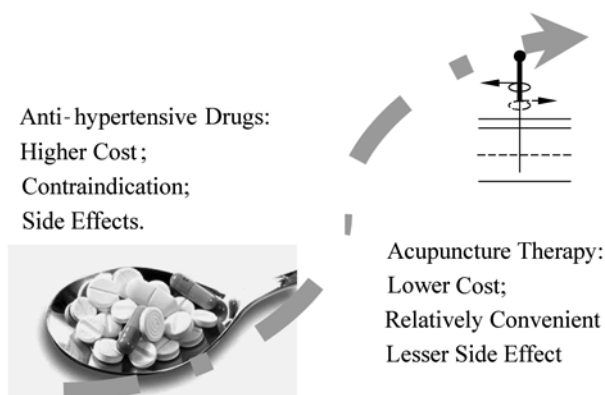 Anti-hypertensive Drugs:
Higher Cost;
Contraindication;
Side Effects.
Acupuncture Therapy:
Lower Cost;
Relatively Convenient
Lesser Side Effect